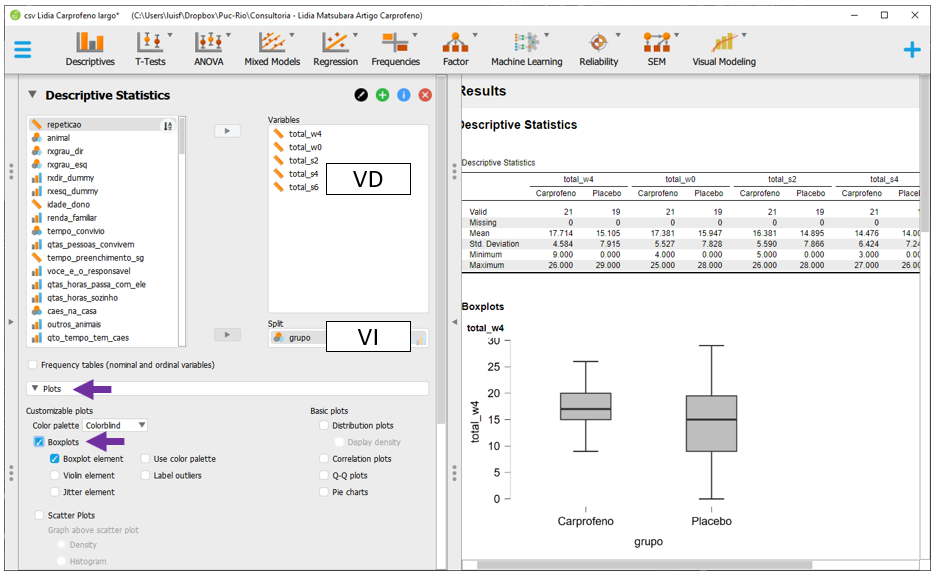 csv Lidia Carprofeno largo* (C:\Users\luisf\Dropbox\Puc-Rio\Consultoria - Lidia Matsubara Artigo Carprofeno)
Descriptives T-Tests ANOVA Mixed Models Regression Frequencies Factor Machine Learning Reliability SEM Visual Modeling
Descriptive Statistics
repeticao
animal
rxgrau_dir
rxgrau_esq
rxdir_dummy
rxesq_dummy
idade_dono
renda_familiar
tempo_convivio
qtas_pessoas_convivem
tempo_preenchimento_sg
voce_e_o_responsavel
qtas_horas_passa_com_ele
qtas_horas_sozinho
caes_na_casa
outros_animais
qto_tempo_tem_caes
Variables
total_w4
total_w0
total_s2
total_s4
total_s6
VD
Split
grupo
VI
Frequency tables (nominal and ordinal variables)
Plots
Customizable plots
Color palette Colorblind
Boxplots
Boxplot element Use color palette
Violin element Label outliers
Jitter element
Scatter Plots
Graph above scatter plot
Density
Histogram
Basic plots
Distribution plots
Display density
Correlation plots
Q-Q plots
Pie charts
Results
Descriptive Statistics
Descriptive Statistics
total_w4 total_w0 total_s2 total_s4
Carprofeno Placebo Carprofeno Placebo Carprofeno Placebo Carprofeno Placeb
Valid 21 19 21 19 21 19 21
Missing 0 0 0 0 0 0 0
Mean 17.714 15.105 17.381 15.947 16.381 14.895 14.476 14.00
Std. Deviation 4.584 7.915 5.527 7.828 5.590 7.866 6.424 7.24
Minimum 9.000 0.000 4.000 0.000 5.000 0.000 3.000 0.00
Maximum 26.000 29.000 25.000 28.000 26.000 28.000 27.000 26.00
Boxplots
total_w4
30
25
20
15
10
5
0
total_w4
Carprofeno Placebo
grupo